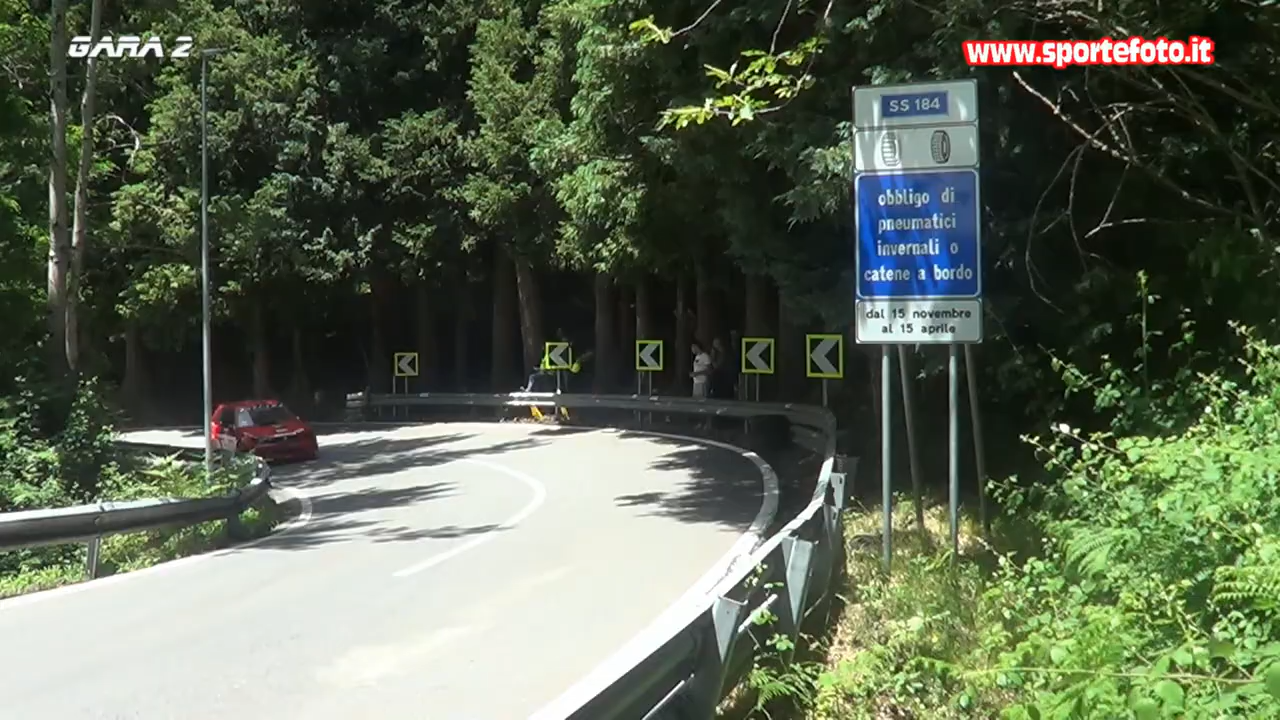 GARA 2
www.sportefoto.it
SS 184
obbligo di
pneumatici
invernali o
catene a bordo
dal 15 novembre
al 15 aprile